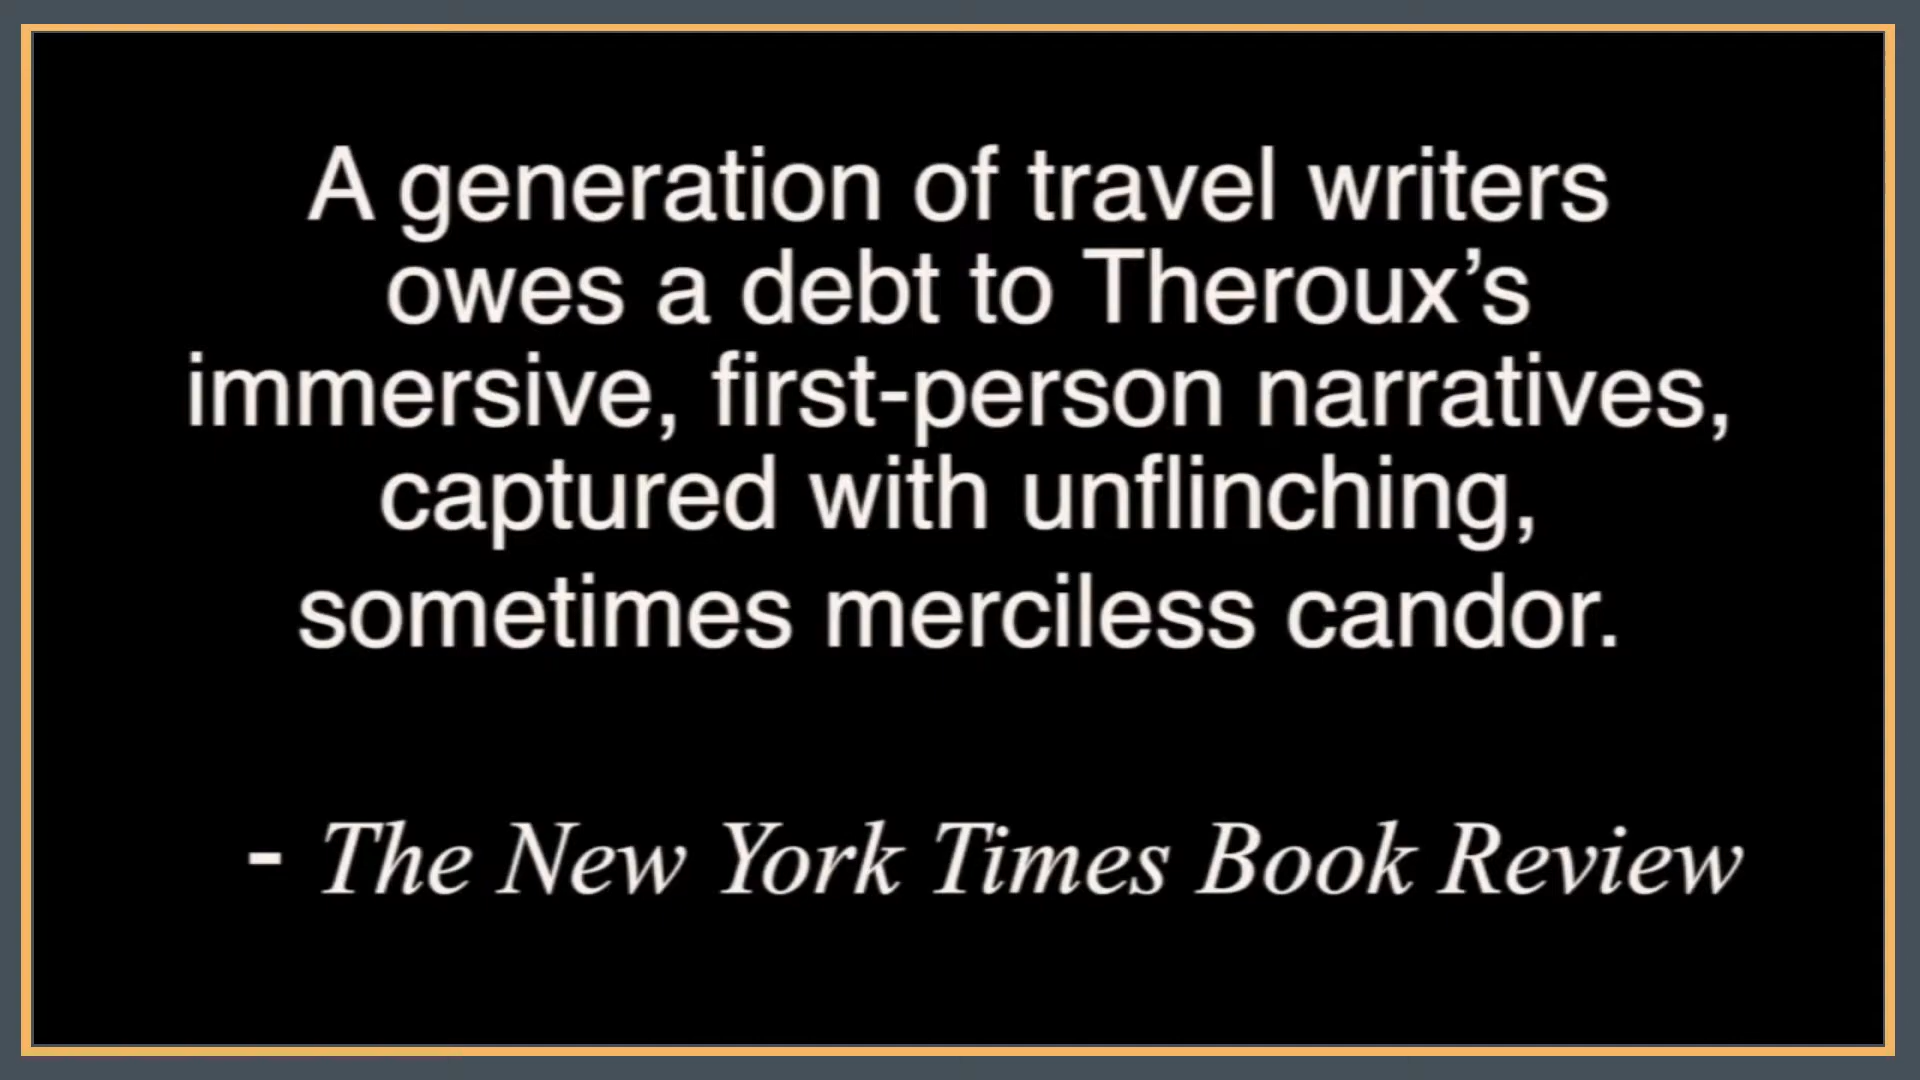 A generation of travel writers
owes a debt to Theroux’s
immersive, first-person narratives,
captured with unflinching,
sometimes merciless candor.
- The New York Times Book Review